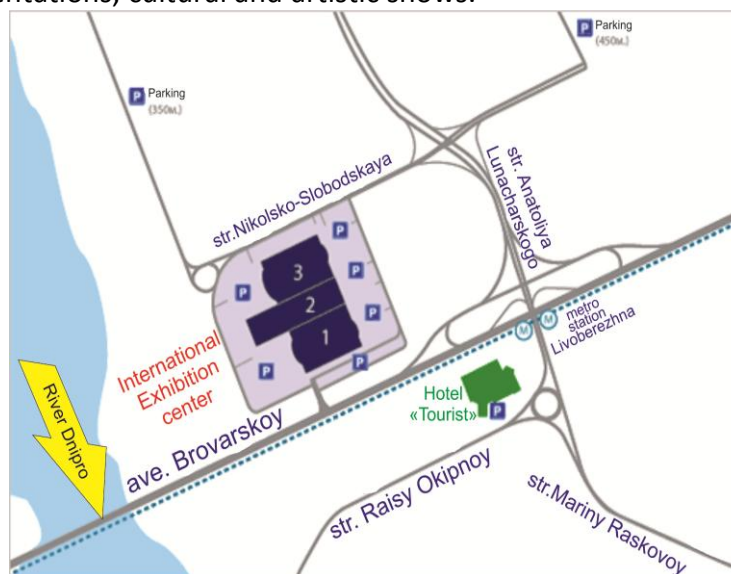 Parking
(450м.)
Parking
(350м.)
str. Anatoliya
Lunacharskogo
str.Nikolsko-Slobodskaya
3
2
1
International
Exhibition
center
metro
station
Livoberezhna
M
M
Hotel
«Tourist»
River Dnipro
ave. Brovarskoy
str. Raisy Okipnoy
str.Mariny Raskovoy
P
P
P
P
P
P
P
P
P